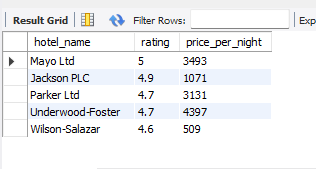 Result Grid Filter Rows: Exp
hotel_name rating price_per_night
Mayo Ltd 5 3493
Jackson PLC 4.9 1071
Parker Ltd 4.7 3131
Underwood-Foster 4.7 4397
Wilson-Salazar 4.6 509